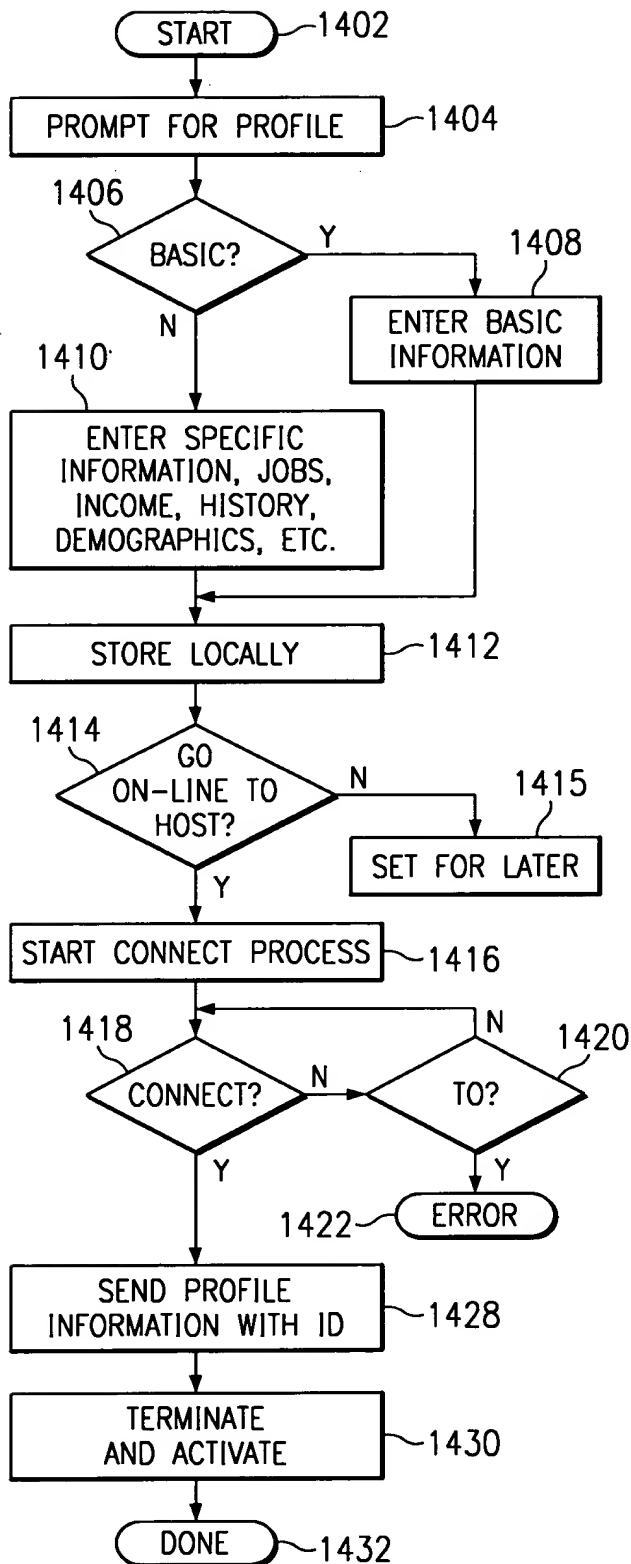 START
1402
PROMPT FOR PROFILE
1404
1406
BASIC?
Y
N
1408
ENTER BASIC
INFORMATION
1410
ENTER SPECIFIC
INFORMATION, JOBS,
INCOME, HISTORY,
DEMOGRAPHICS, ETC.
STORE LOCALLY
1412
1414
GO
ON-LINE TO
HOST?
N
Y
1415
SET FOR LATER
START CONNECT PROCESS
1416
1418
CONNECT?
N
Y
1420
TO?
N
Y
1422
ERROR
SEND PROFILE
INFORMATION WITH ID
1428
TERMINATE
AND ACTIVATE
1430
DONE
1432